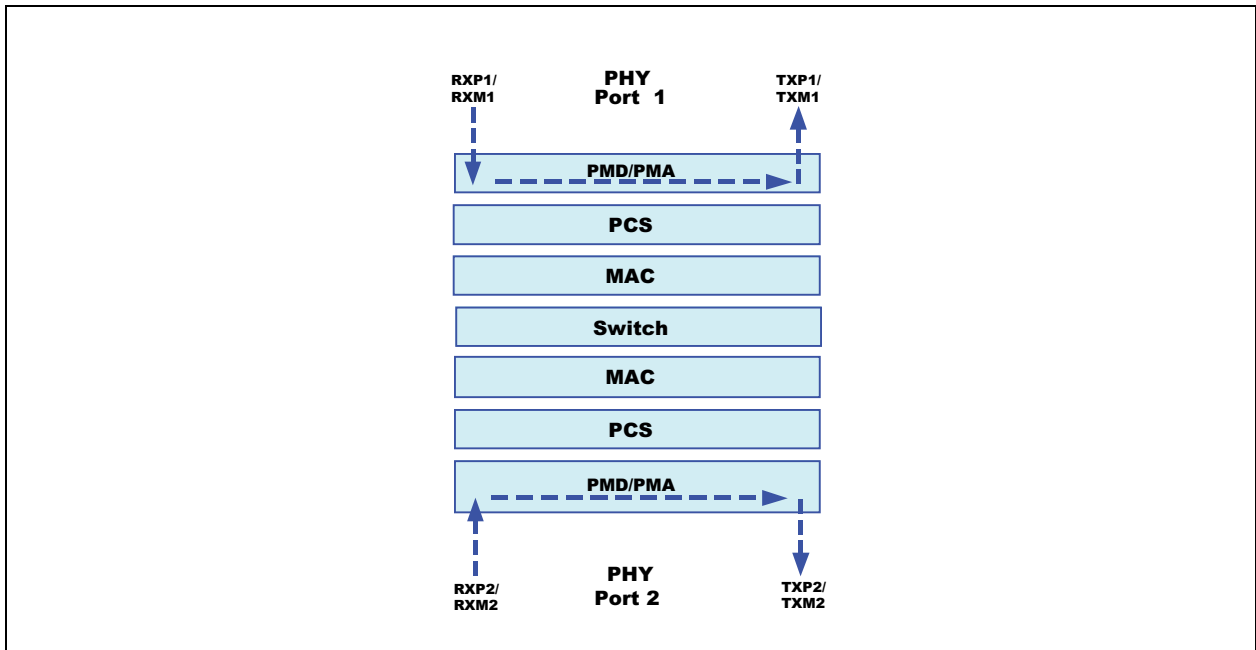 RXP1/
RXM1
PHY
Port 1
TXP1/
TXM1
PMD/PMA
PCS
MAC
Switch
MAC
PCS
PMD/PMA
RXP2/
RXM2
PHY
Port 2
TXP2/
TXM2